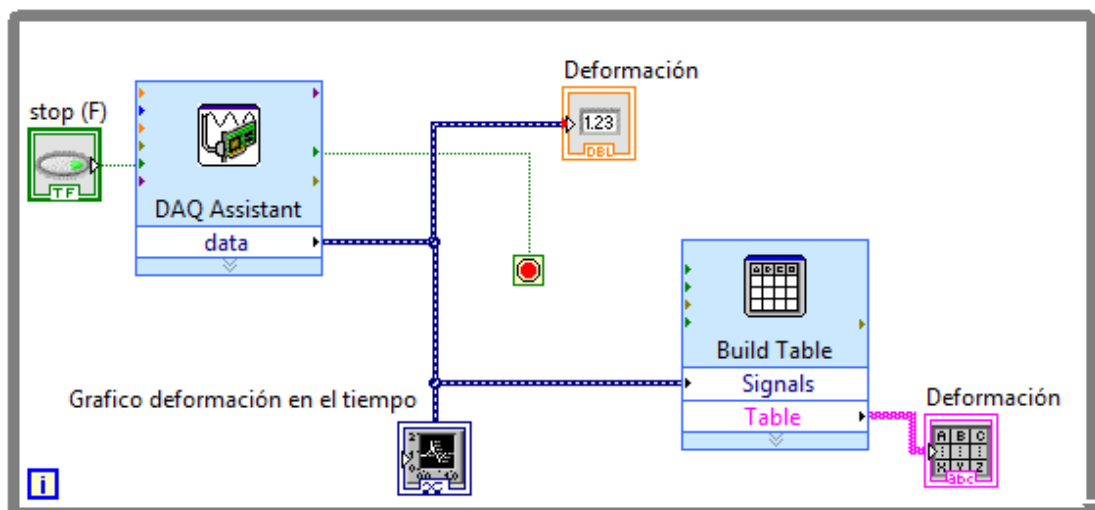 Deformación
stop (F)
TF
1.23
DBL
DAQ Assistant
data
Build Table
Signals
Table
Grafico deformación en el tiempo
Deformación
A B C
X Y Z
abc
i